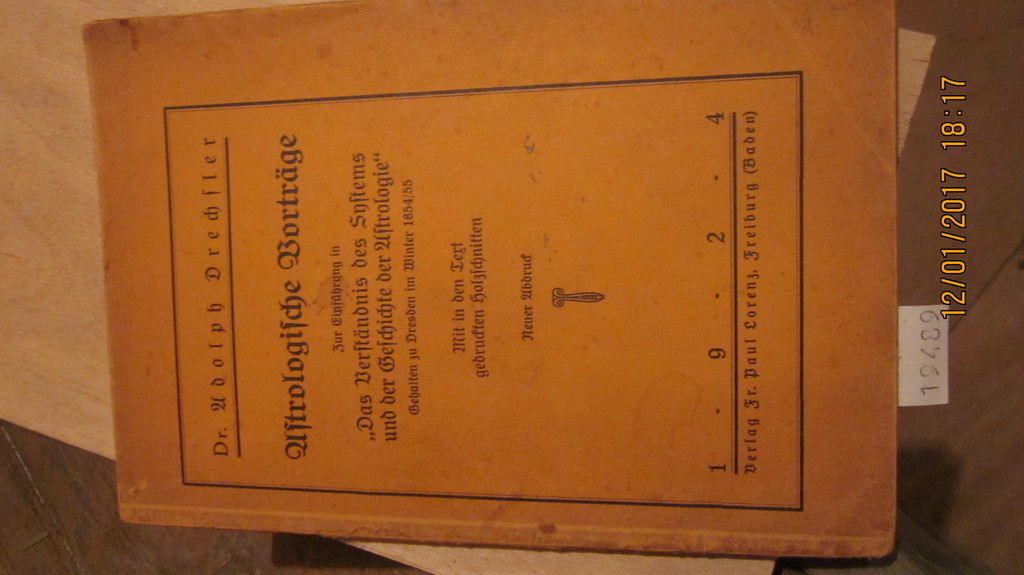 Dr. Adolph Drechsler
Astrologische Vorträge
Zur Einführung in
„Das Verständnis des Systems
und der Geschichte der Astrologie“
Gehalten zu Dresden im Winter 1854/55
Mit in den Text
gedruckten Holzschnitten
Neuer Abdruck
1 . 9 . 2 . 4
Verlag Fr. Paul Lorenz, Freiburg (Baden)
19489
12/01/2017 18:17